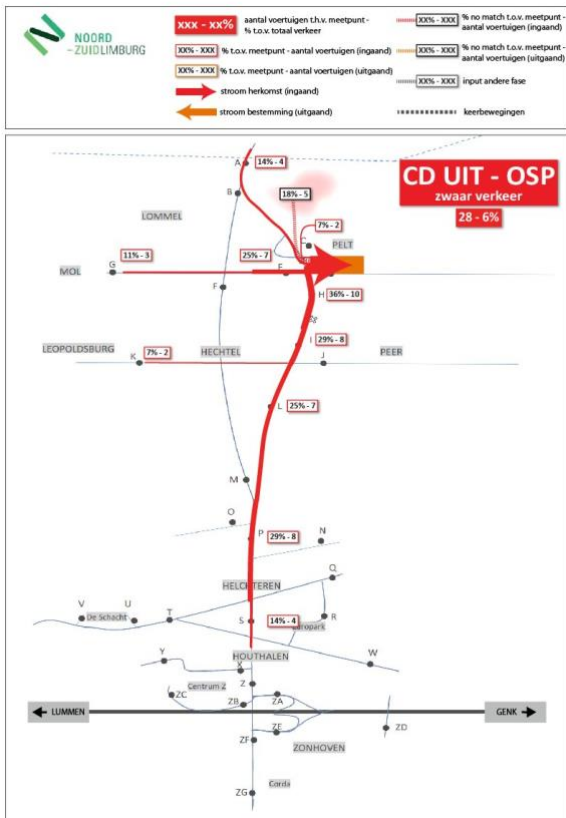 NOORD
-ZUIDLIMBURG
xxx - xx%
aantal voertuigen t.h.v. meetpunt -
% t.o.v. totaal verkeer
XX% - XXX
% t.o.v. meetpunt - aantal voertuigen (ingaand)
XX% - XXX
% t.o.v. meetpunt - aantal voertuigen (uitgaand)
stroom herkomst (ingaand)
stroom bestemming (uitgaand)
XX% - XXX
% no match t.o.v. meetpunt -
aantal voertuigen (ingaand)
XX% - XXX
% no match t.o.v. meetpunt -
aantal voertuigen (uitgaand)
XX% - XXX
input andere fase
keerbewegingen
CD UIT - OSP
zwaar verkeer
28 - 6%
A
14% - 4
B
18% - 5
LOMMEL
7% - 2
C
PELT
11% - 3
25% - 7
MOL
G
E
F
H
36% - 10
I
29% - 8
LEOPOLDSBURG
7% - 2
HECHTEL
PEER
K
J
L
25% - 7
M
O
N
P
29% - 8
Q
HELCHTEREN
V
U
T
De Schacht
S
14% - 4
R
W
Y
HOUTHALEN
X
Z
Centrum 2
ZC
ZB
ZA
LUMMEN
GENK
ZE
ZD
ZF
ZONHOVEN
ZG
Corda